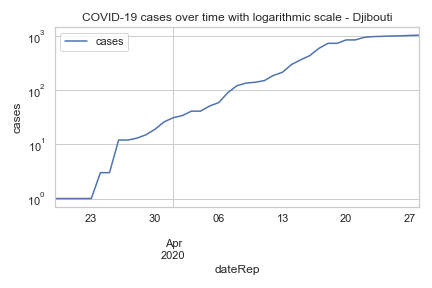 COVID-19 cases over time with logarithmic scale - Djibouti
cases
10³
10²
10¹
10⁰
cases
23
30
06
13
20
27
Apr
2020
dateRep